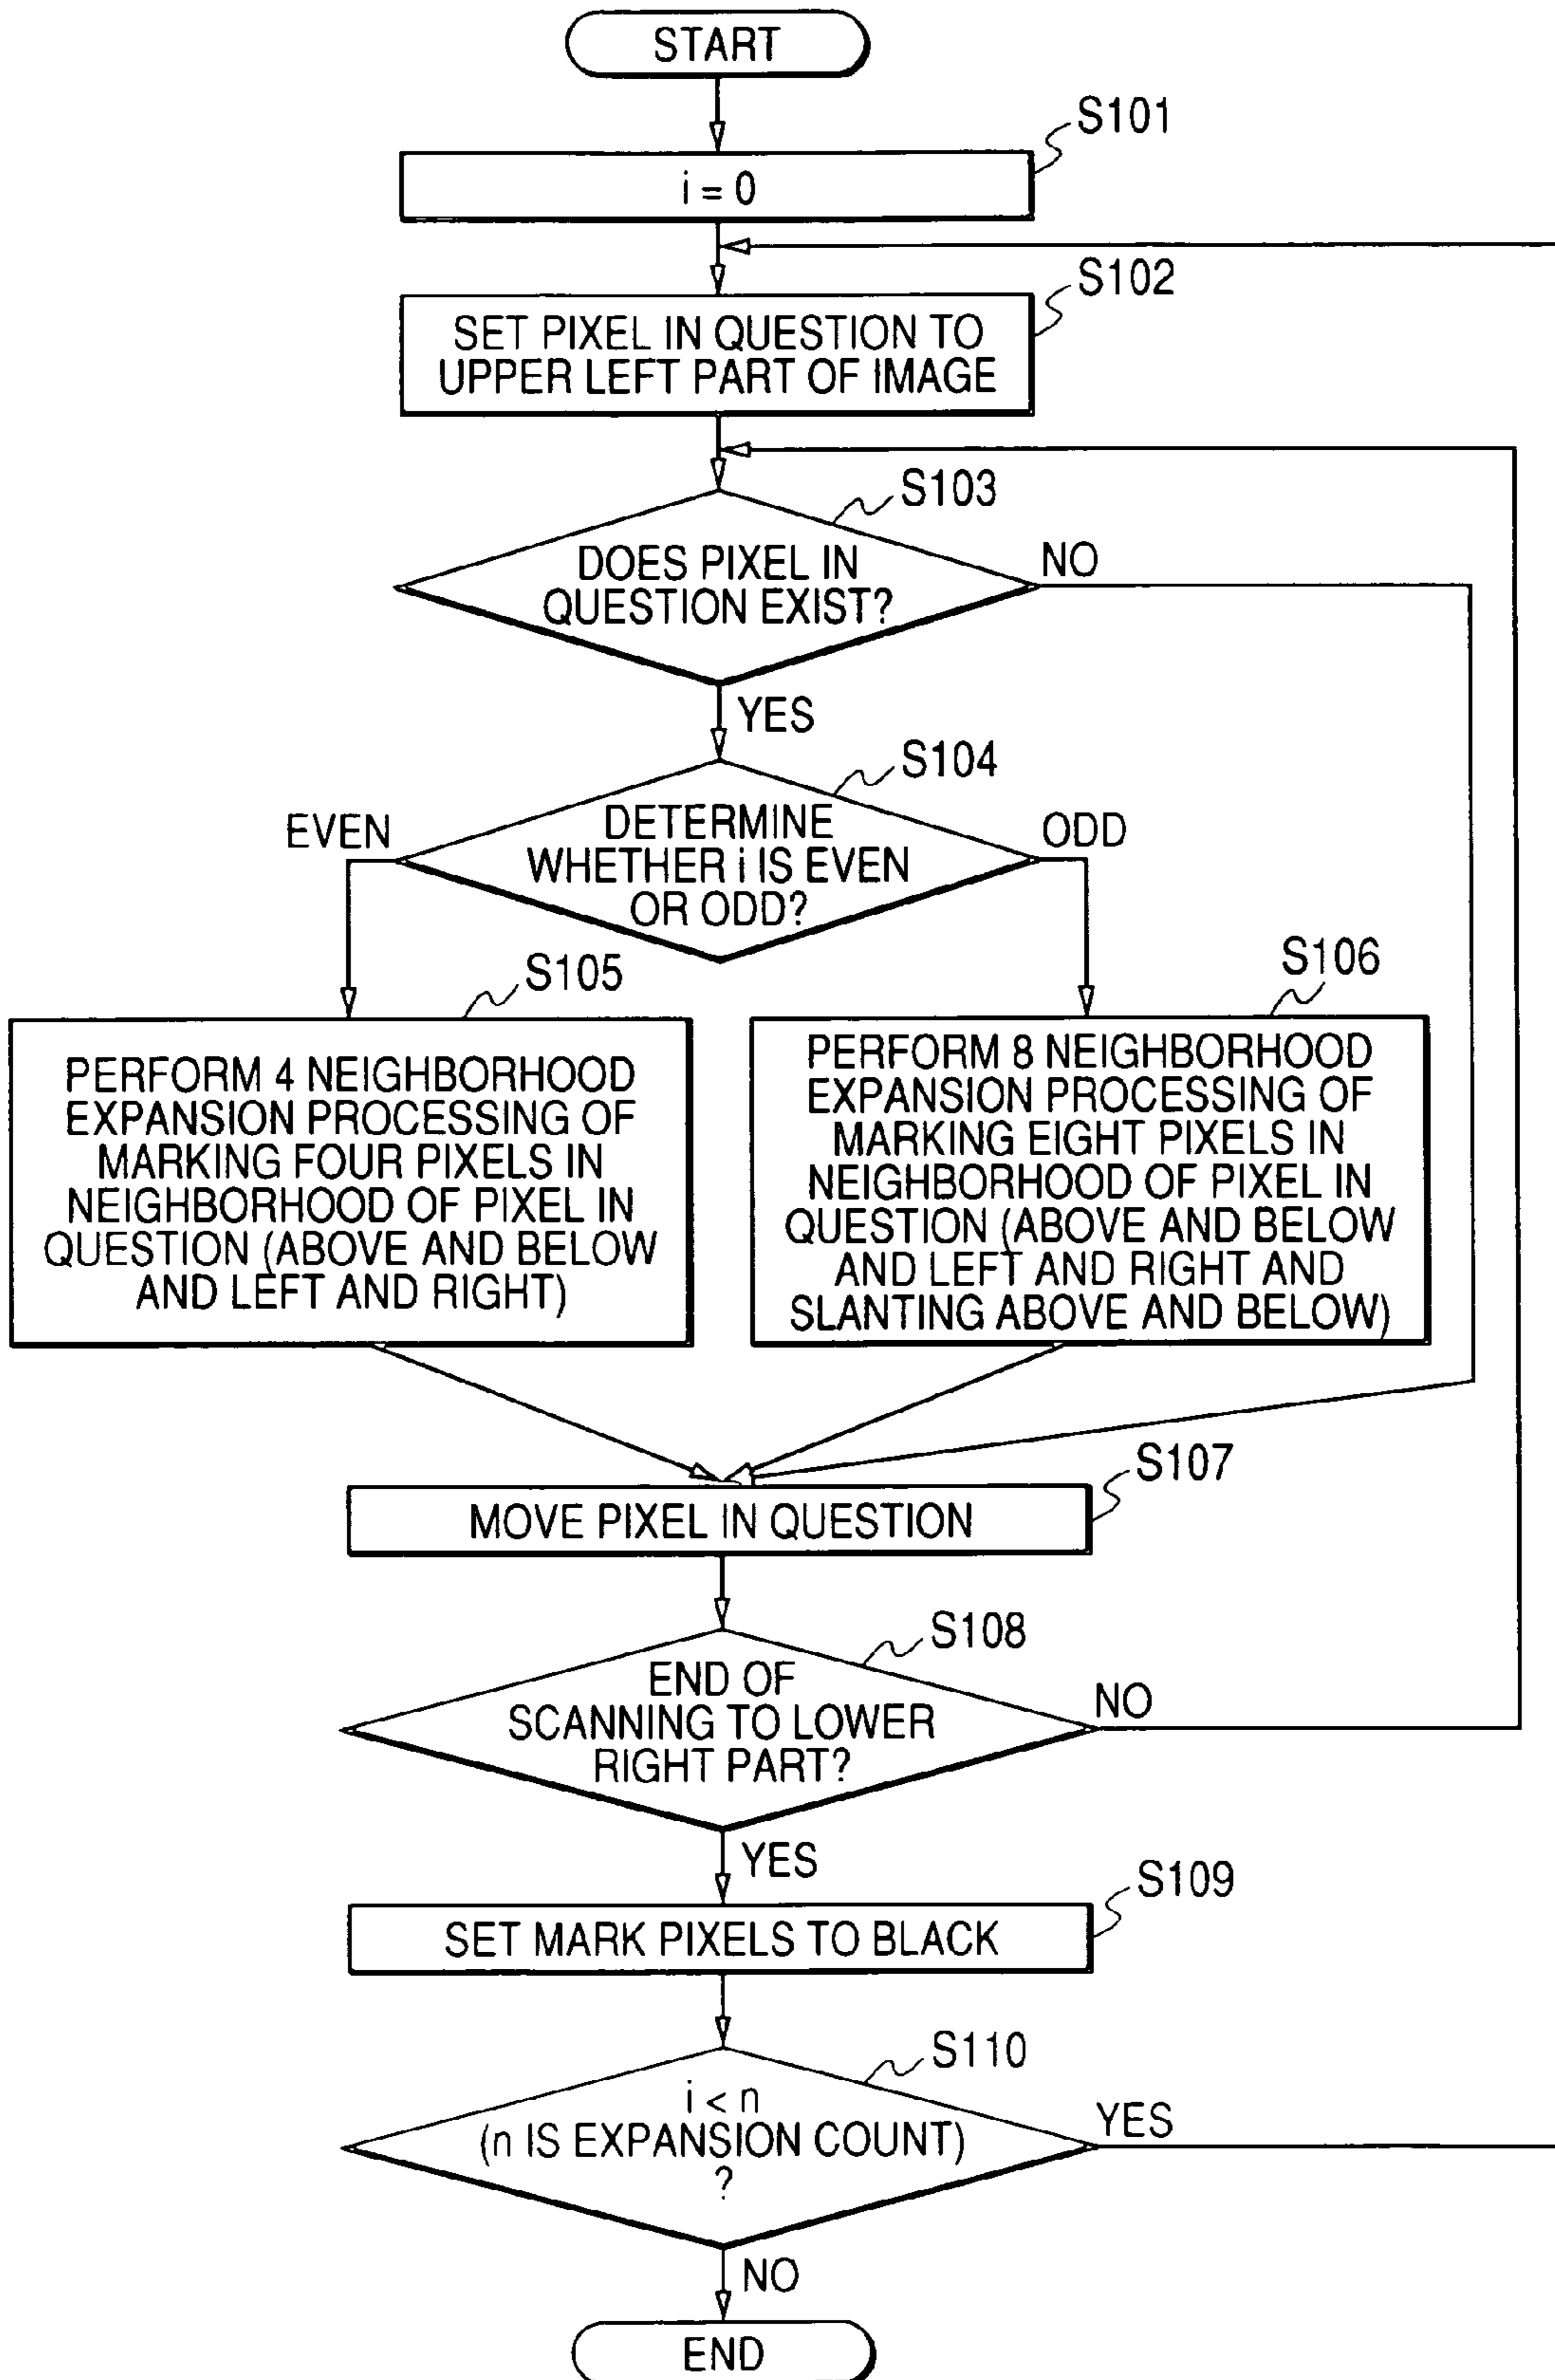 START
S101
i = 0
S102
SET PIXEL IN QUESTION TO
UPPER LEFT PART OF IMAGE
S103
DOES PIXEL IN
QUESTION EXIST?
NO
YES
S104
EVEN
DETERMINE
WHETHER i IS EVEN
OR ODD?
ODD
S105
PERFORM 4 NEIGHBORHOOD
EXPANSION PROCESSING OF
MARKING FOUR PIXELS IN
NEIGHBORHOOD OF PIXEL IN
QUESTION (ABOVE AND BELOW
AND LEFT AND RIGHT)
S106
PERFORM 8 NEIGHBORHOOD
EXPANSION PROCESSING OF
MARKING EIGHT PIXELS IN
NEIGHBORHOOD OF PIXEL IN
QUESTION (ABOVE AND BELOW
AND LEFT AND RIGHT AND
SLANTING ABOVE AND BELOW)
S107
MOVE PIXEL IN QUESTION
S108
END OF
SCANNING TO LOWER
RIGHT PART?
NO
YES
S109
SET MARK PIXELS TO BLACK
S110
i < n
(n IS EXPANSION COUNT)
?
YES
NO
END